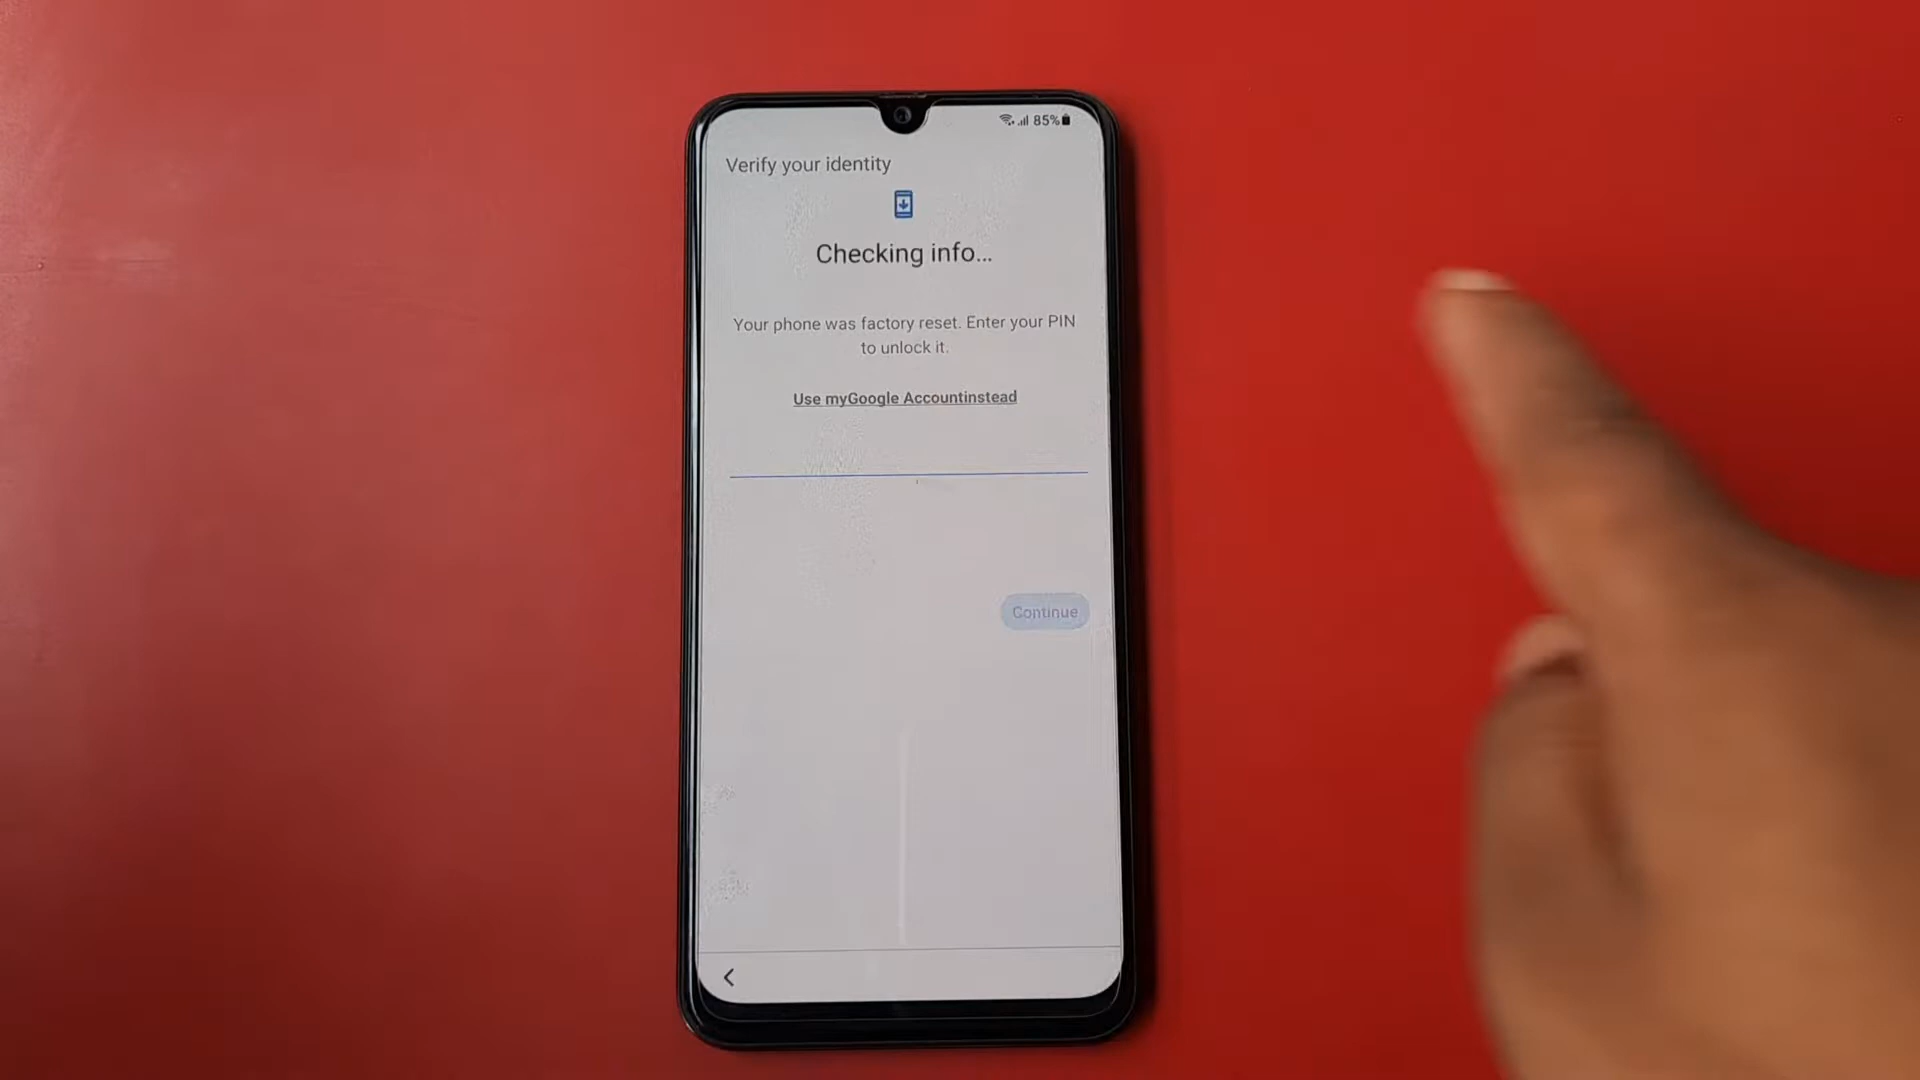 85%
Verify your identity
Checking info...
Your phone was factory reset. Enter your PIN
to unlock it.
Use myGoogle Accountinstead
Continue